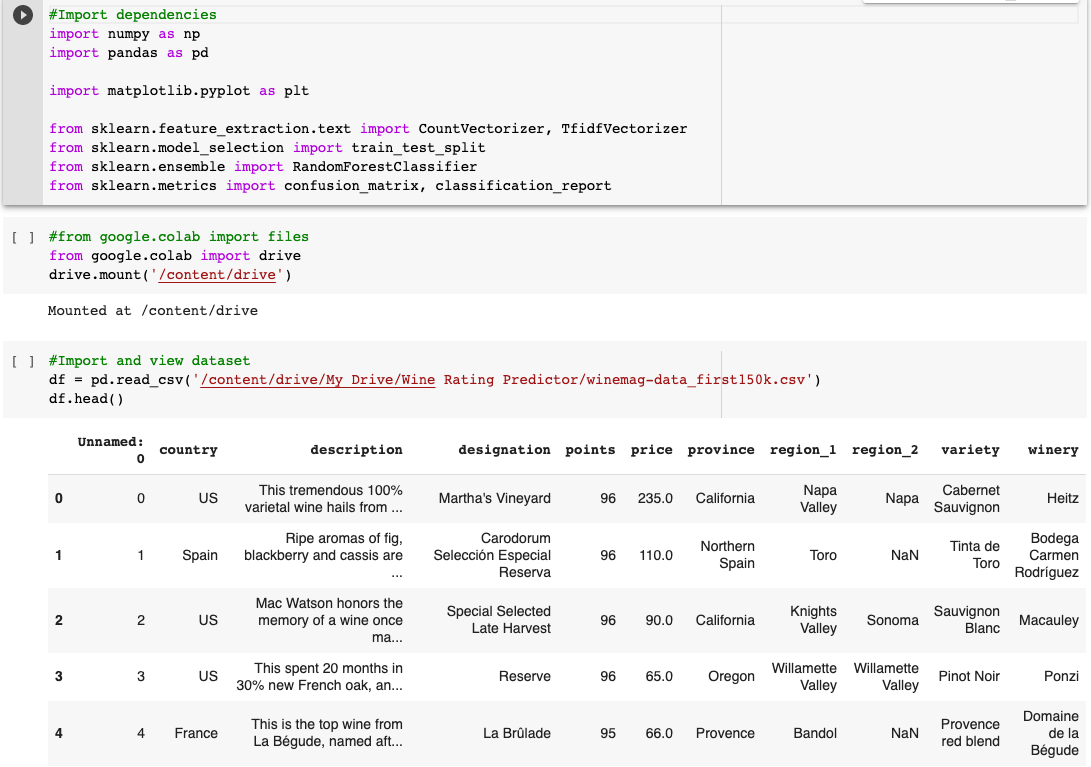 #Import dependencies
import numpy as np
import pandas as pd
import matplotlib.pyplot as plt
from sklearn.feature_extraction.text import CountVectorizer, TfidfVectorizer
from sklearn.model_selection import train_test_split
from sklearn.ensemble import RandomForestClassifier
from sklearn.metrics import confusion_matrix, classification_report
[ ] #from google.colab import files
from google.colab import drive
drive.mount('/content/drive')
Mounted at /content/drive
[ ] #Import and view dataset
df = pd.read_csv('/content/drive/My Drive/Wine Rating Predictor/winemag-data_first150k.csv')
df.head()
Unnamed: 0 country description designation points price province region_1 region_2 variety winery
0 0 US This tremendous 100% varietal wine hails from ... Martha's Vineyard 96 235.0 California Napa Valley Napa Cabernet Sauvignon Heitz
1 1 Spain Ripe aromas of fig, blackberry and cassis are ... Carodorum Selección Especial Reserva 96 110.0 Northern Spain Toro NaN Tinta de Toro Bodega Carmen Rodríguez
2 2 US Mac Watson honors the memory of a wine once ma... Special Selected Late Harvest 96 90.0 California Knights Valley Sonoma Sauvignon Blanc Macauley
3 3 US This spent 20 months in 30% new French oak, an... Reserve 96 65.0 Oregon Willamette Valley Willamette Valley Pinot Noir Ponzi
4 4 France This is the top wine from La Bégude, named aft... La Brûlade 95 66.0 Provence Bandol NaN Provence red blend Domaine de la Bégude